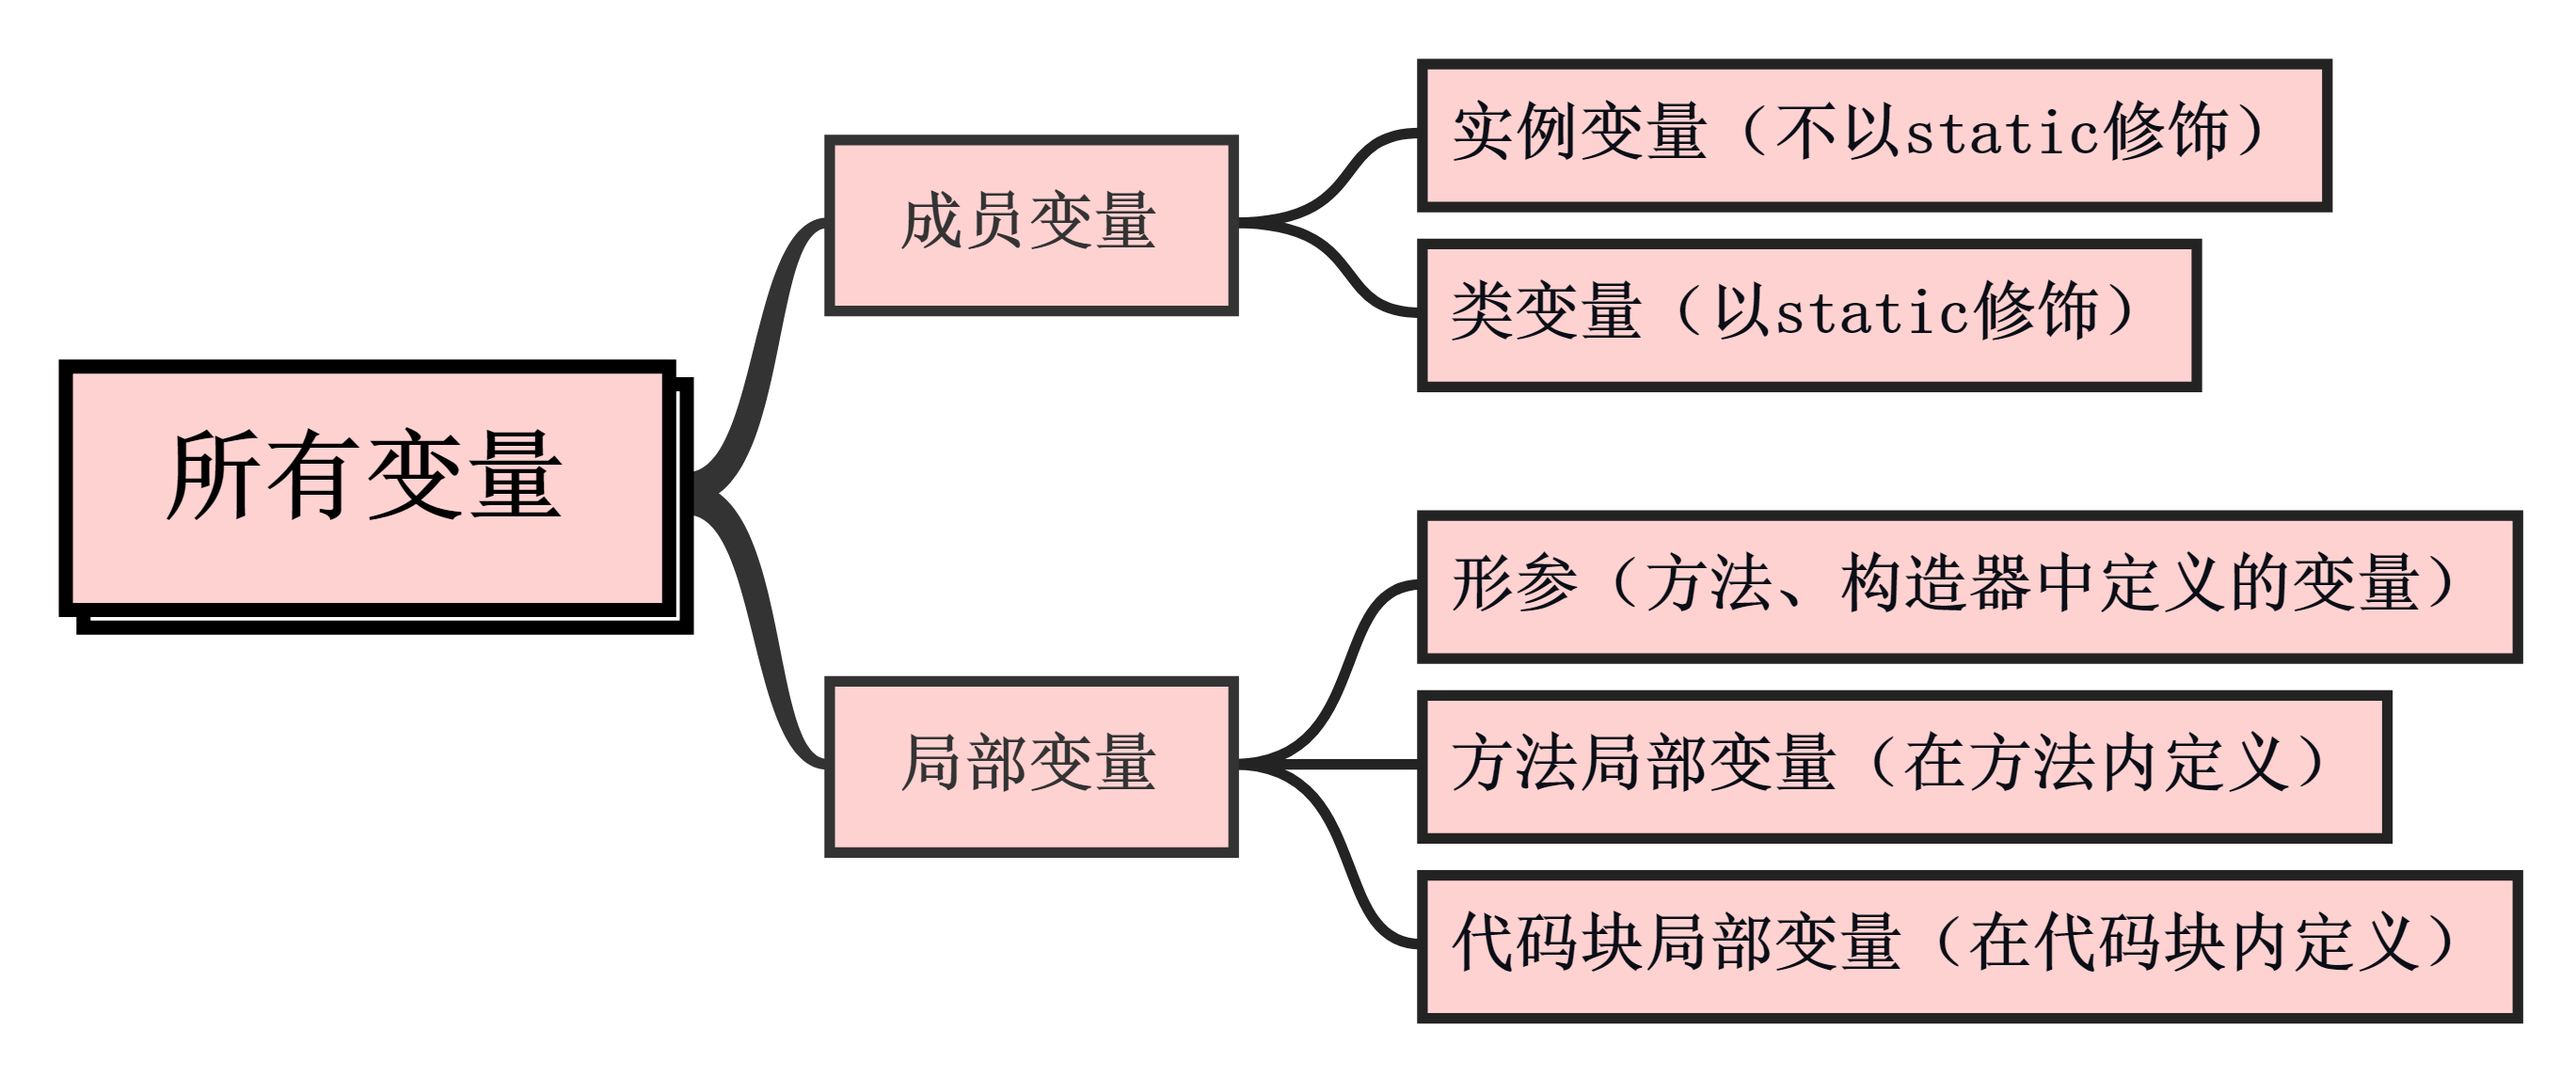 所有变量
成员变量
实例变量（不以static修饰）
类变量（以static修饰）
局部变量
形参（方法、构造器中定义的变量）
方法局部变量（在方法内定义）
代码块局部变量（在代码块内定义）